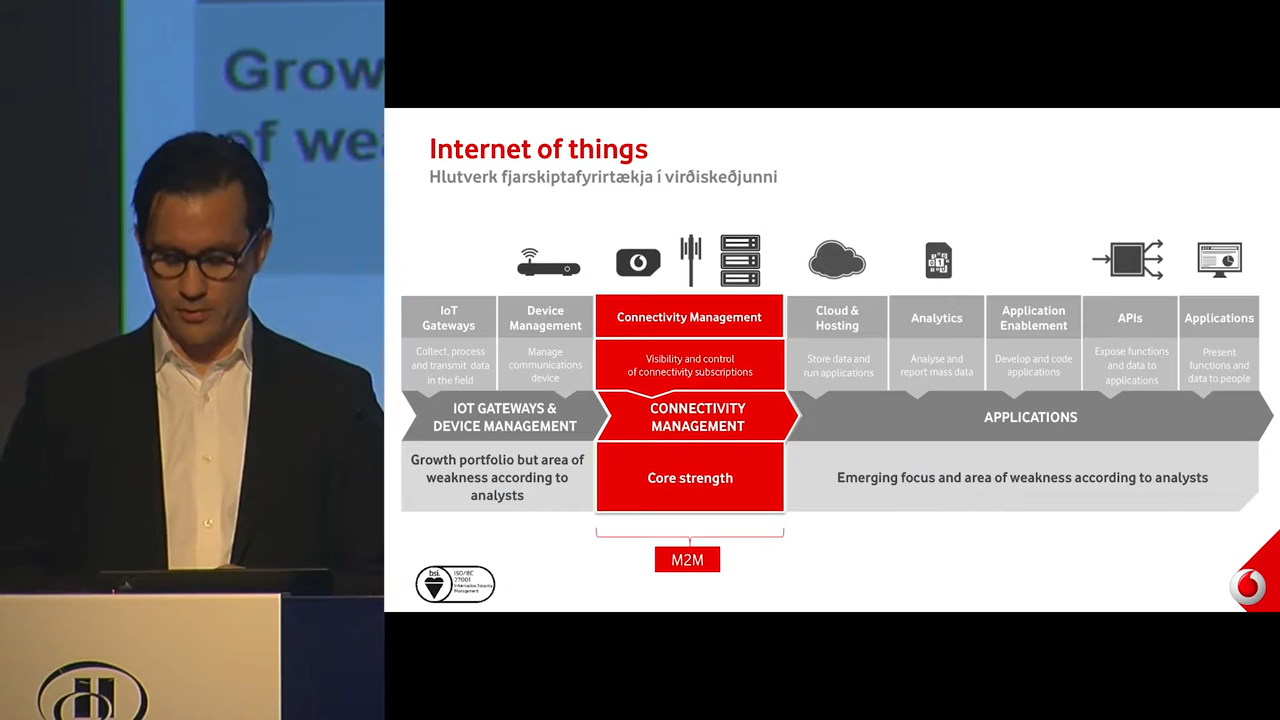 Grow
of wea
Internet of things
Hlutverk fjarskiptafyrirtækja í virðiskeðjunni
IoT
Gateways
Device
Management
Connectivity Management
Cloud &
Hosting
Analytics
Application
Enablement
APIs
Applications
Collect, process
and transmit data
in the field
Manage
communications
device
Visibility and control
of connectivity subscriptions
Store data and
run applications
Analyse and
report mass data
Develop and code
applications
Expose functions
and data to
applications
Present
functions and
data to people
IOT GATEWAYS &
DEVICE MANAGEMENT
CONNECTIVITY
MANAGEMENT
APPLICATIONS
Growth portfolio but area of
weakness according to
analysts
Core strength
Emerging focus and area of weakness according to analysts
M2M
bsi.
ISO/IEC
27001
Information Security
Management